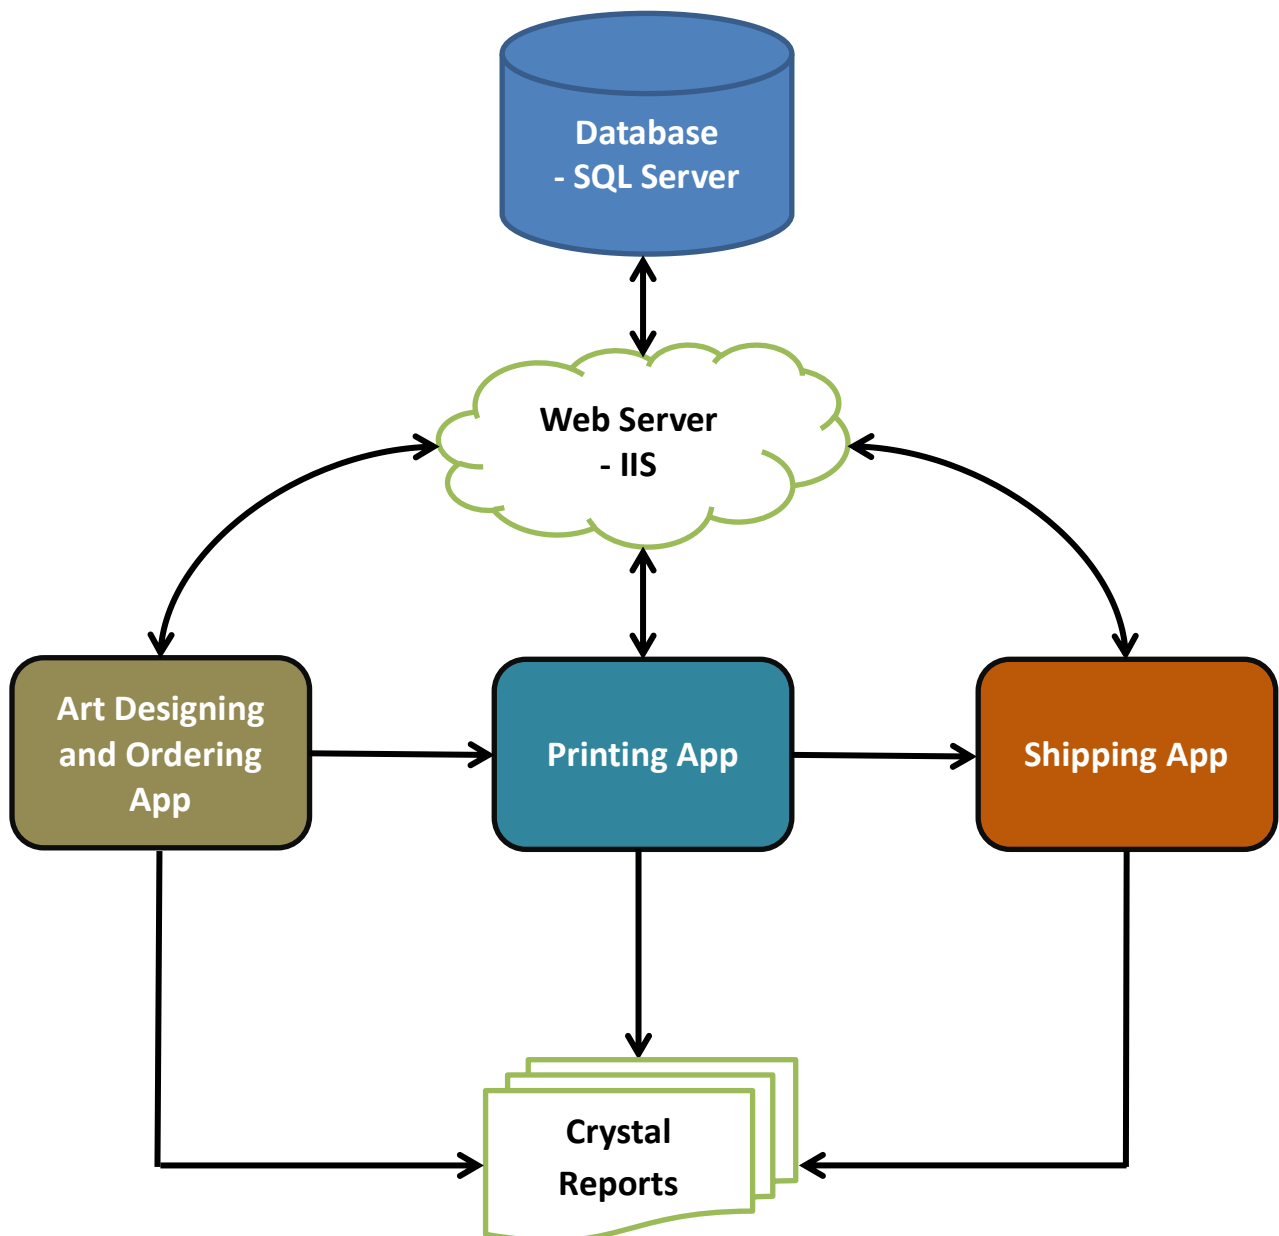 Database
- SQL Server
Web Server
- IIS
Art Designing
and Ordering
App
Printing App
Shipping App
Crystal
Reports